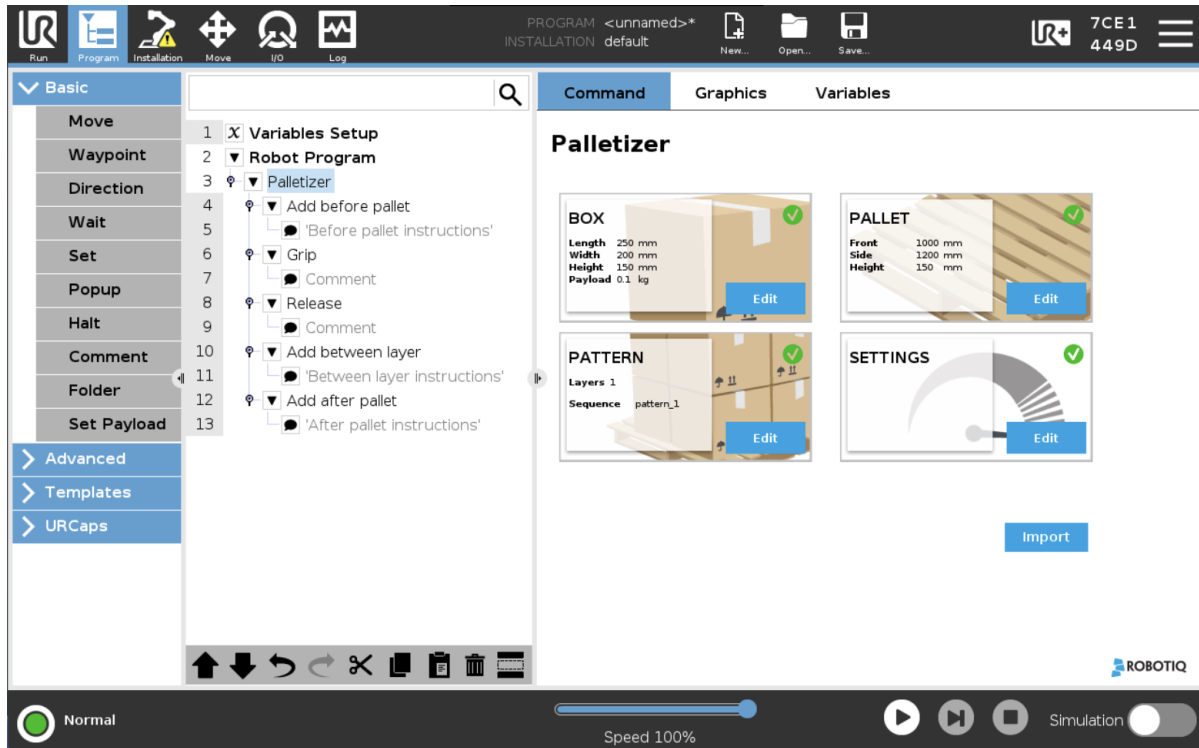 PROGRAM <unnamed>*
INSTALLATION default
Run
Program
Installation
Move
I/O
Log
New...
Open...
Save...
UR+
7CE1
449D
Basic
Move
Waypoint
Direction
Wait
Set
Popup
Halt
Comment
Folder
Set Payload
Advanced
Templates
URCaps
1 X Variables Setup
2 Robot Program
3 Palletizer
4 Add before pallet
5 'Before pallet instructions'
6 Grip
7 Comment
8 Release
9 Comment
10 Add between layer
11 'Between layer instructions'
12 Add after pallet
13 'After pallet instructions'
Command Graphics Variables
Palletizer
BOX
Length 250 mm
Width 200 mm
Height 150 mm
Payload 0.1 kg
Edit
PALLET
Front 1000 mm
Side 1200 mm
Height 150 mm
Edit
PATTERN
Layers 1
Sequence pattern_1
Edit
SETTINGS
Edit
Import
ROBOTIQ
Normal
Speed 100%
Simulation